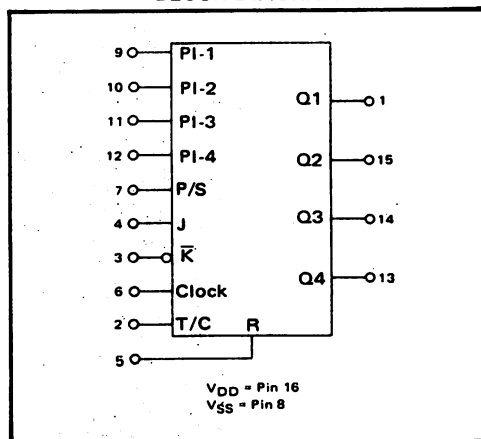 9 PI-1
10 PI-2
11 PI-3
12 PI-4
7 P/S
4 J
3 K̅
6 Clock
2 T/C
5 R
Q1 1
Q2 15
Q3 14
Q4 13
VDD = Pin 16
VSS = Pin 8